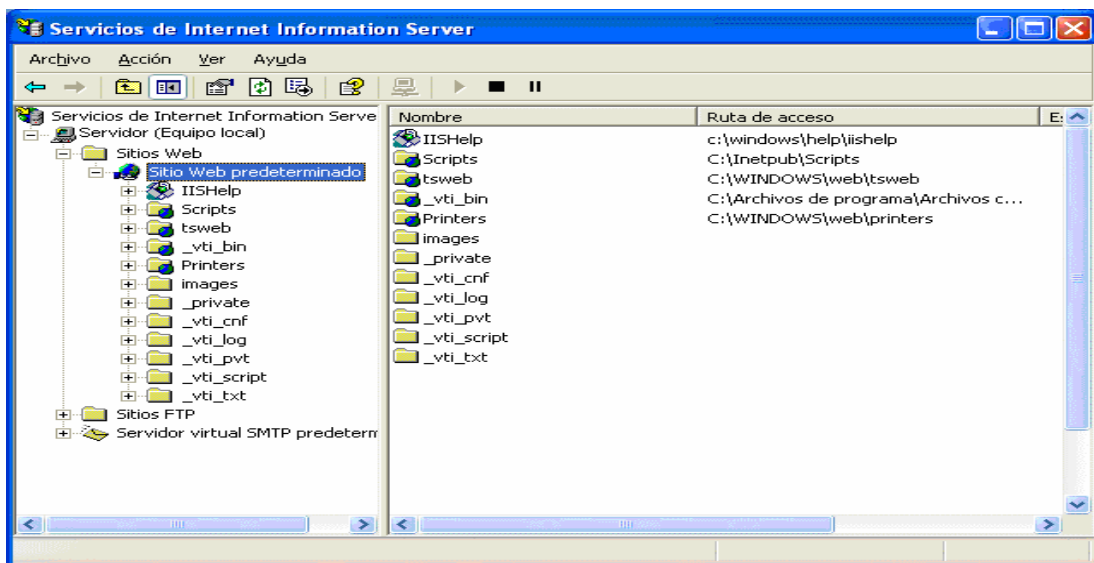 Servicios de Internet Information Server
Archivo Acción Ver Ayuda
Servicios de Internet Information Serve
Servidor (Equipo local)
Sitios Web
Sitio Web predeterminado
IISHelp
Scripts
tsweb
_vti_bin
Printers
images
_private
_vti_cnf
_vti_log
_vti_pvt
_vti_script
_vti_txt
Sitios FTP
Servidor virtual SMTP predeterm
Nombre Ruta de acceso E:
IISHelp c:\windows\help\iishelp
Scripts C:\Inetpub\Scripts
tsweb C:\WINDOWS\web\tsweb
_vti_bin C:\Archivos de programa\Archivos c...
Printers C:\WINDOWS\web\printers
images
_private
_vti_cnf
_vti_log
_vti_pvt
_vti_script
_vti_txt